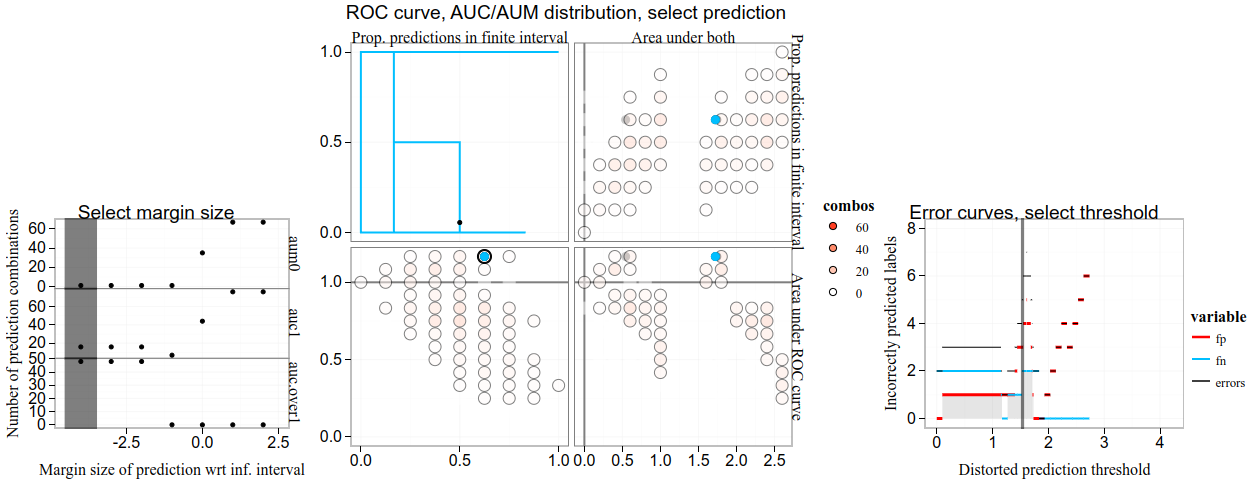 ROC curve, AUC/AUM distribution, select prediction
Prop. predictions in finite interval
Area under both
1.0
0.5
0.0
Prop. predictions in finite interval
1.0
0.5
0.0
Area under ROC curve
0.0
0.5
1.0
0.0
0.5
1.0
1.5
2.0
2.5
Select margin size
Number of prediction combinations
60
40
20
0
aum0
60
40
20
auc1
50
40
30
20
10
0
auc.over1
-2.5
0.0
2.5
Margin size of prediction wrt inf. interval
combos
60
40
20
0
Error curves, select threshold
Incorrectly predicted labels
8
6
4
2
0
0
1
2
3
4
Distorted prediction threshold
variable
fp
fn
errors